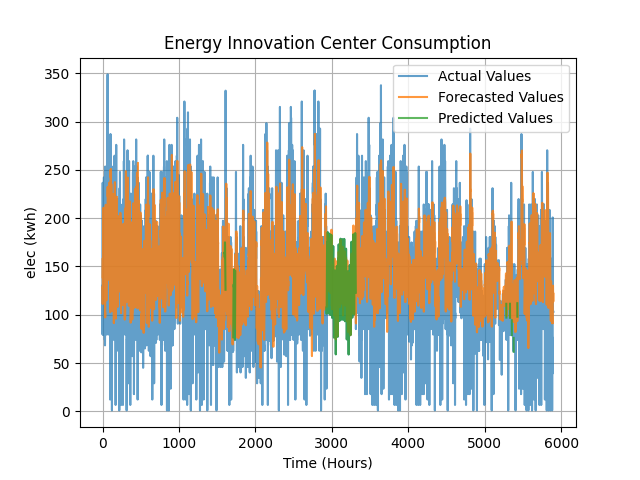 Energy Innovation Center Consumption
Actual Values
Forecasted Values
Predicted Values
elec (kwh)
350
300
250
200
150
100
50
0
0 1000 2000 3000 4000 5000 6000
Time (Hours)